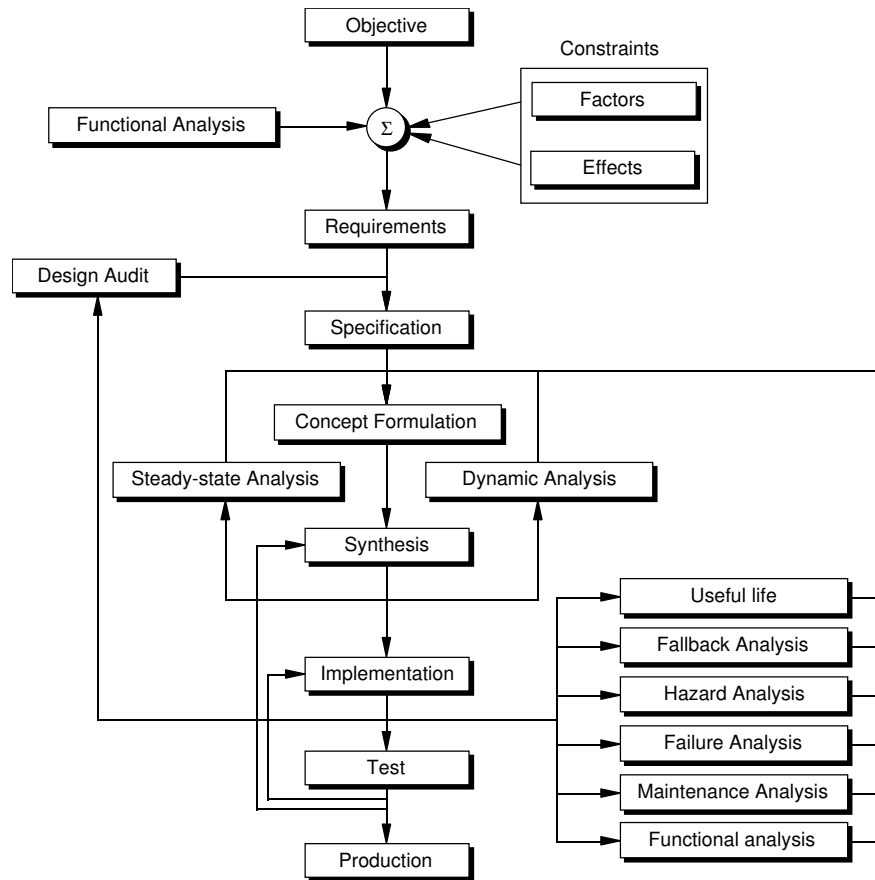 Objective
Constraints
Factors
Functional Analysis
Σ
Effects
Requirements
Design Audit
Specification
Concept Formulation
Steady-state Analysis
Dynamic Analysis
Synthesis
Useful life
Fallback Analysis
Implementation
Hazard Analysis
Failure Analysis
Test
Maintenance Analysis
Functional analysis
Production